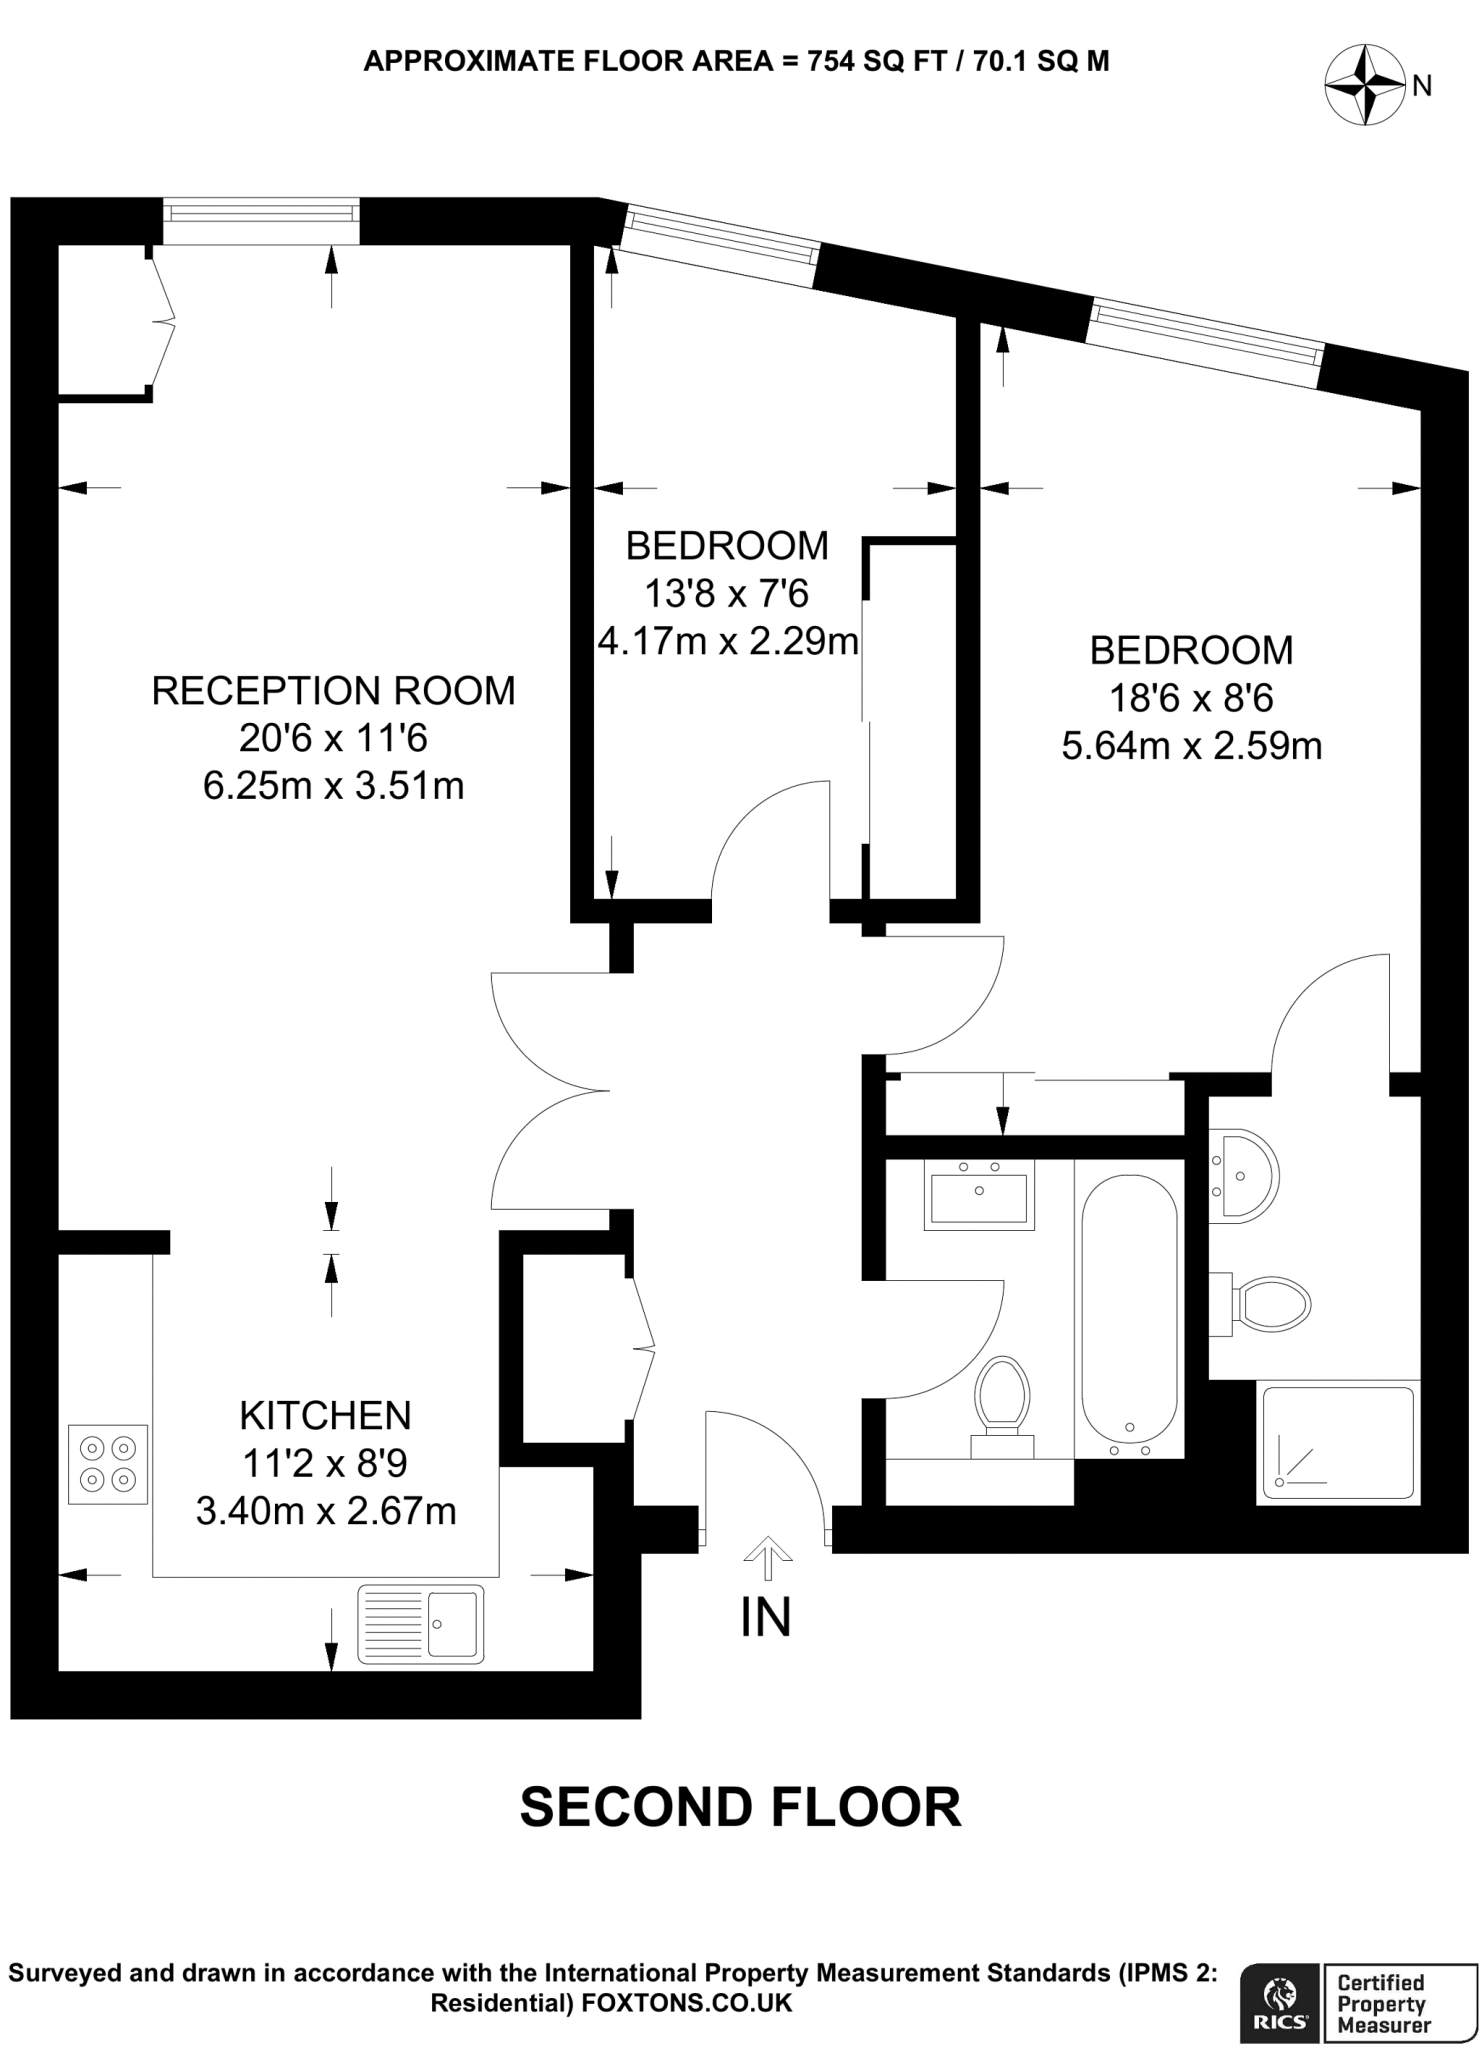 APPROXIMATE FLOOR AREA = 754 SQ FT / 70.1 SQ M
N
BEDROOM
13'8 x 7'6
4.17m x 2.29m
BEDROOM
18'6 x 8'6
5.64m x 2.59m
RECEPTION ROOM
20'6 x 11'6
6.25m x 3.51m
KITCHEN
11'2 x 8'9
3.40m x 2.67m
IN
SECOND FLOOR
Surveyed and drawn in accordance with the International Property Measurement Standards (IPMS 2:
Residential) FOXTONS.CO.UK
RICS
Certified
Property
Measurer